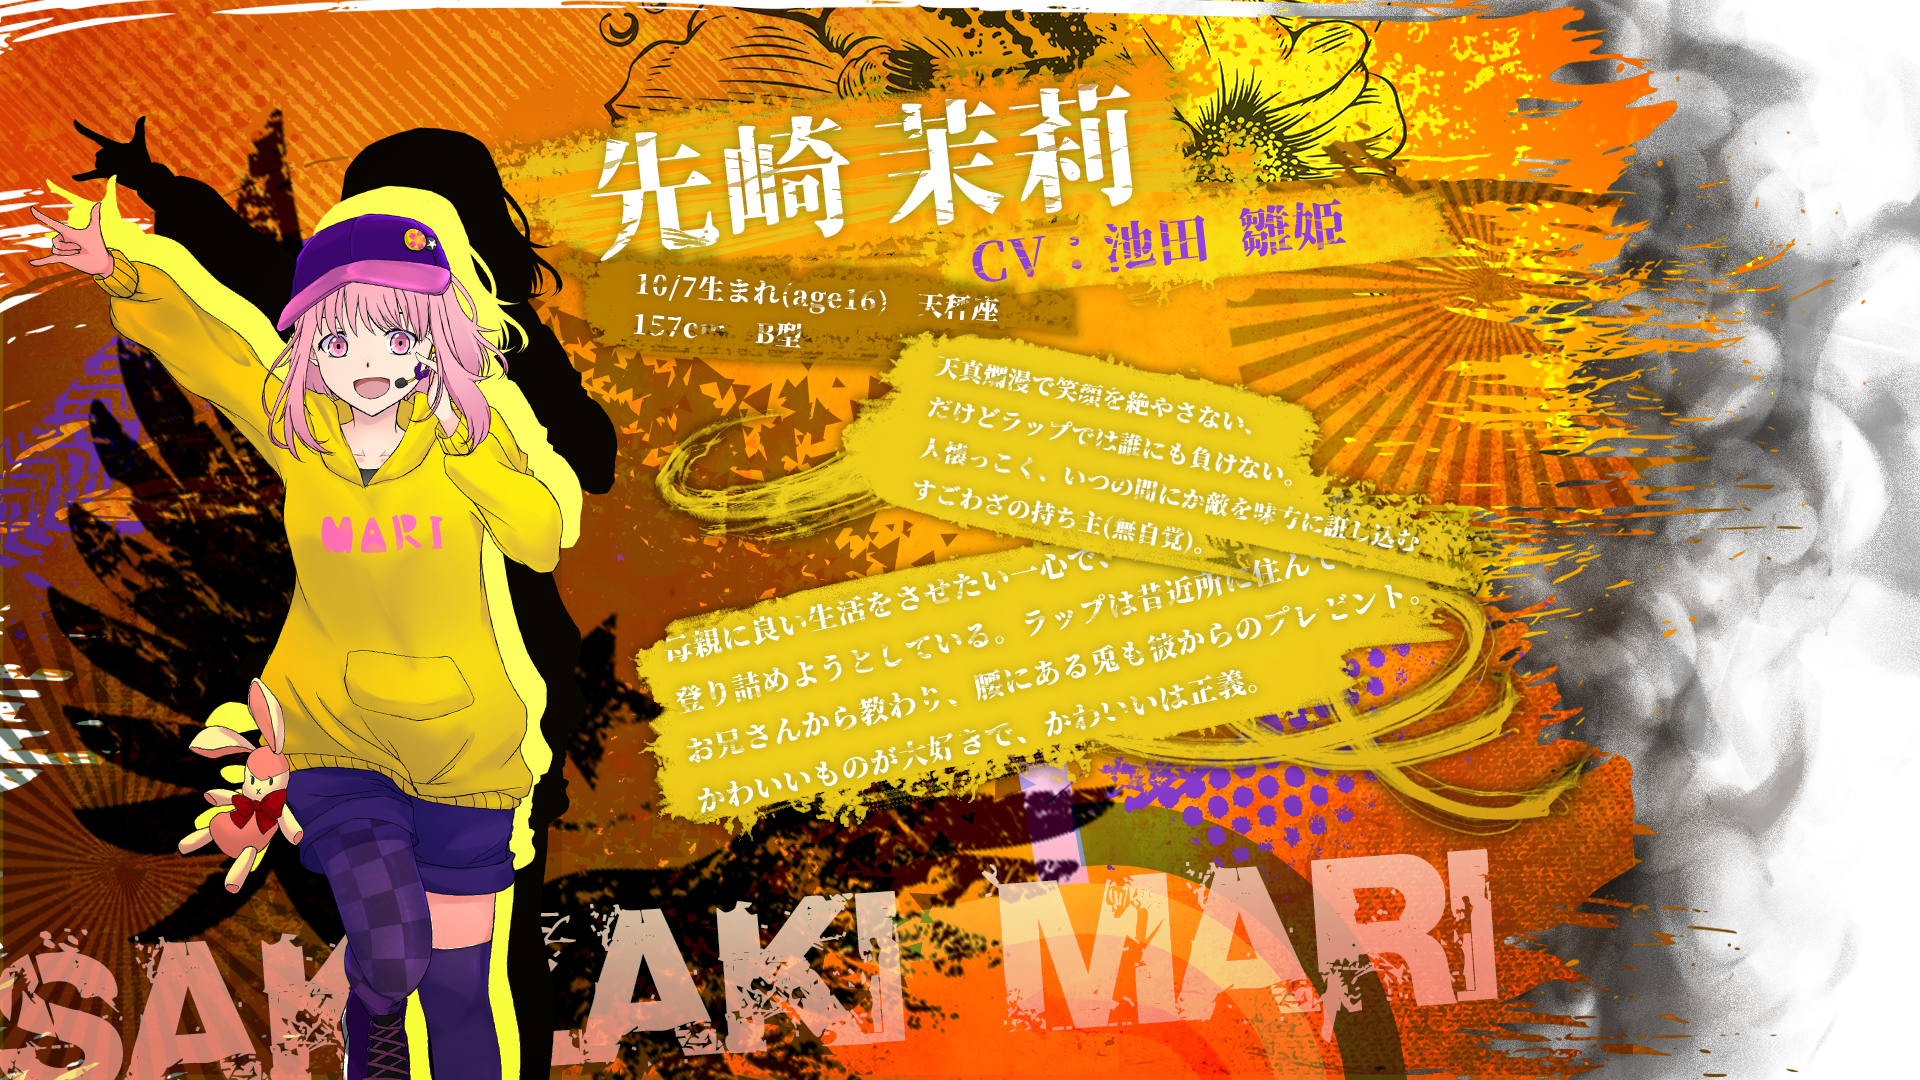 先崎 茉莉
CV：池田 雛姫
10/7生まれ(age16) 天秤座
157cm B型
天真爛漫で笑顔を絶やさない、
だけどラップでは誰にも負けない。
人懐っこく、いつの間にか敵を味方に誑し込む
すごわざの持ち主(無自覚)。
母親に良い生活をさせたい一心で、
登り詰めようとしている。ラップは昔近所に住んで
お兄さんから教わり、腰にある兎も彼からのプレゼント。
かわいいものが大好きで、かわいいは正義。
MARI
MARI